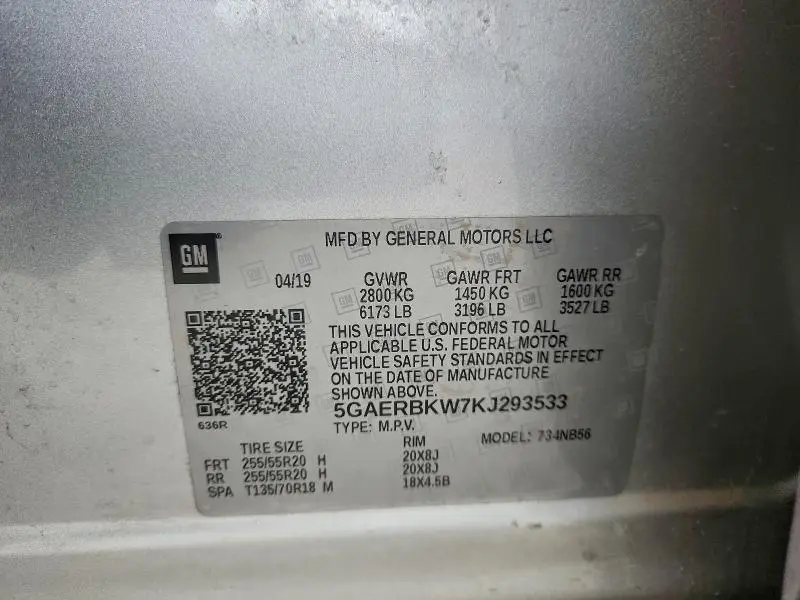 GM
MFD BY GENERAL MOTORS LLC
04/19 GVWR GAWR FRT GAWR RR
2800 KG 1450 KG 1600 KG
6173 LB 3196 LB 3527 LB
THIS VEHICLE CONFORMS TO ALL
APPLICABLE U.S. FEDERAL MOTOR
VEHICLE SAFETY STANDARDS IN EFFECT
ON THE DATE OF MANUFACTURE
SHOWN ABOVE.
636R
5GAERBKW7KJ293533
TYPE: M.P.V. MODEL: 734NB56
TIRE SIZE RIM
FRT 255/55R20 H 20X8J
RR 255/55R20 H 20X8J
SPA T135/70R18 M 18X4.5B